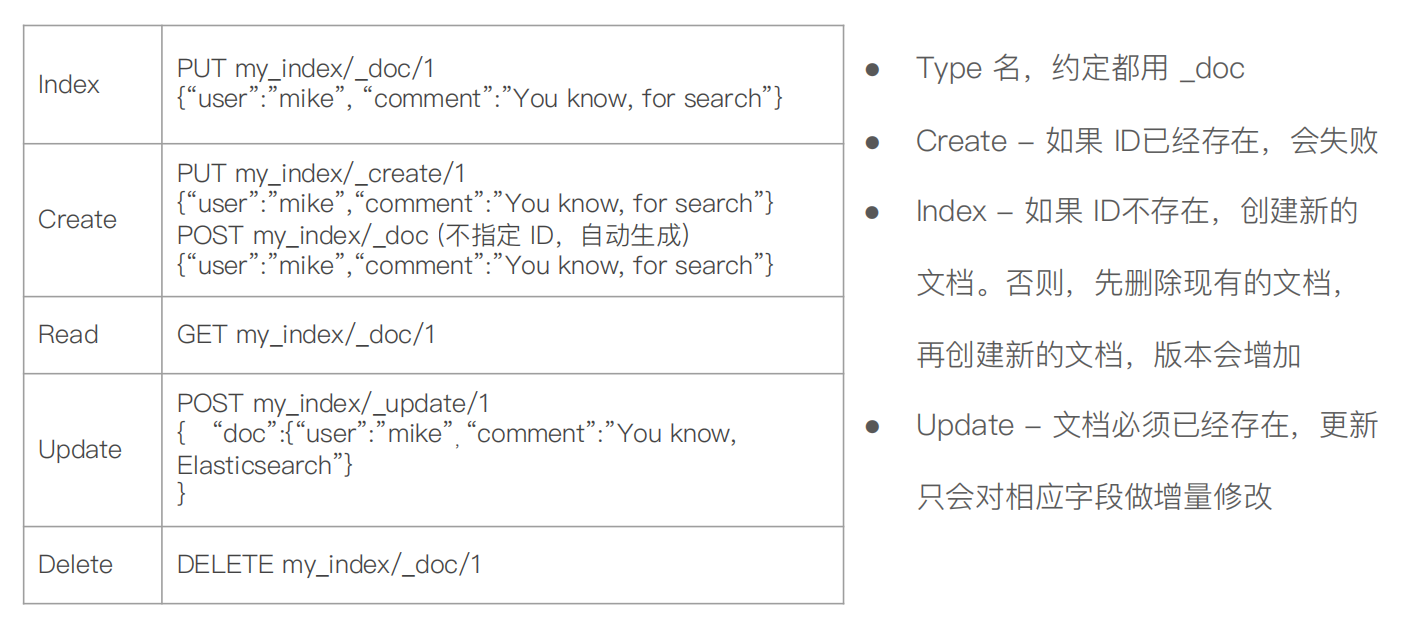 Index
PUT my_index/_doc/1
{“user”:”mike”, “comment”:”You know, for search”}
Create
PUT my_index/_create/1
{“user”:”mike”,“comment”:”You know, for search”}
POST my_index/_doc (不指定 ID，自动生成)
{“user”:”mike”,“comment”:”You know, for search”}
Read
GET my_index/_doc/1
Update
POST my_index/_update/1
{ “doc”:{“user”:”mike”, “comment”:”You know,
Elasticsearch”}
}
Delete
DELETE my_index/_doc/1
● Type 名，约定都用 _doc
● Create – 如果 ID已经存在，会失败
● Index – 如果 ID不存在，创建新的
文档。否则，先删除现有的文档，
再创建新的文档，版本会增加
● Update – 文档必须已经存在，更新
只会对相应字段做增量修改